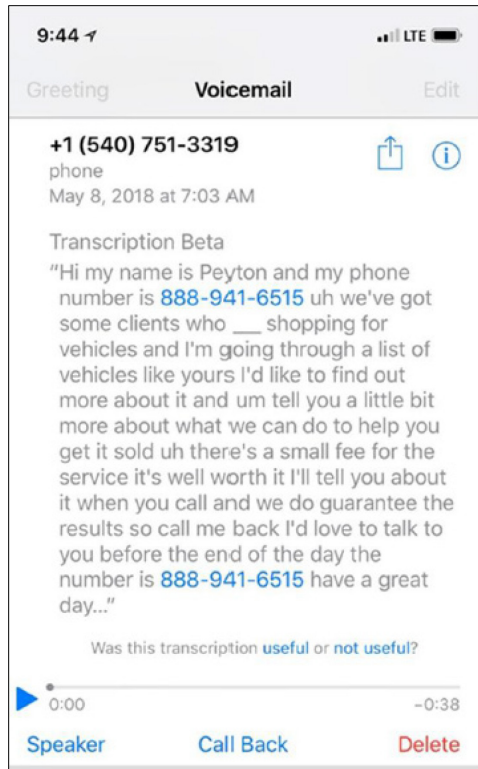 9:44
LTE
Greeting Voicemail Edit
+1 (540) 751-3319
phone
May 8, 2018 at 7:03 AM
Transcription Beta
“Hi my name is Peyton and my phone
number is 888-941-6515 uh we've got
some clients who ___ shopping for
vehicles and I'm going through a list of
vehicles like yours I'd like to find out
more about it and um tell you a little bit
more about what we can do to help you
get it sold uh there's a small fee for the
service it's well worth it I'll tell you about
it when you call and we do guarantee the
results so call me back I'd love to talk to
you before the end of the day the
number is 888-941-6515 have a great
day...”
Was this transcription useful or not useful?
0:00 -0:38
Speaker Call Back Delete